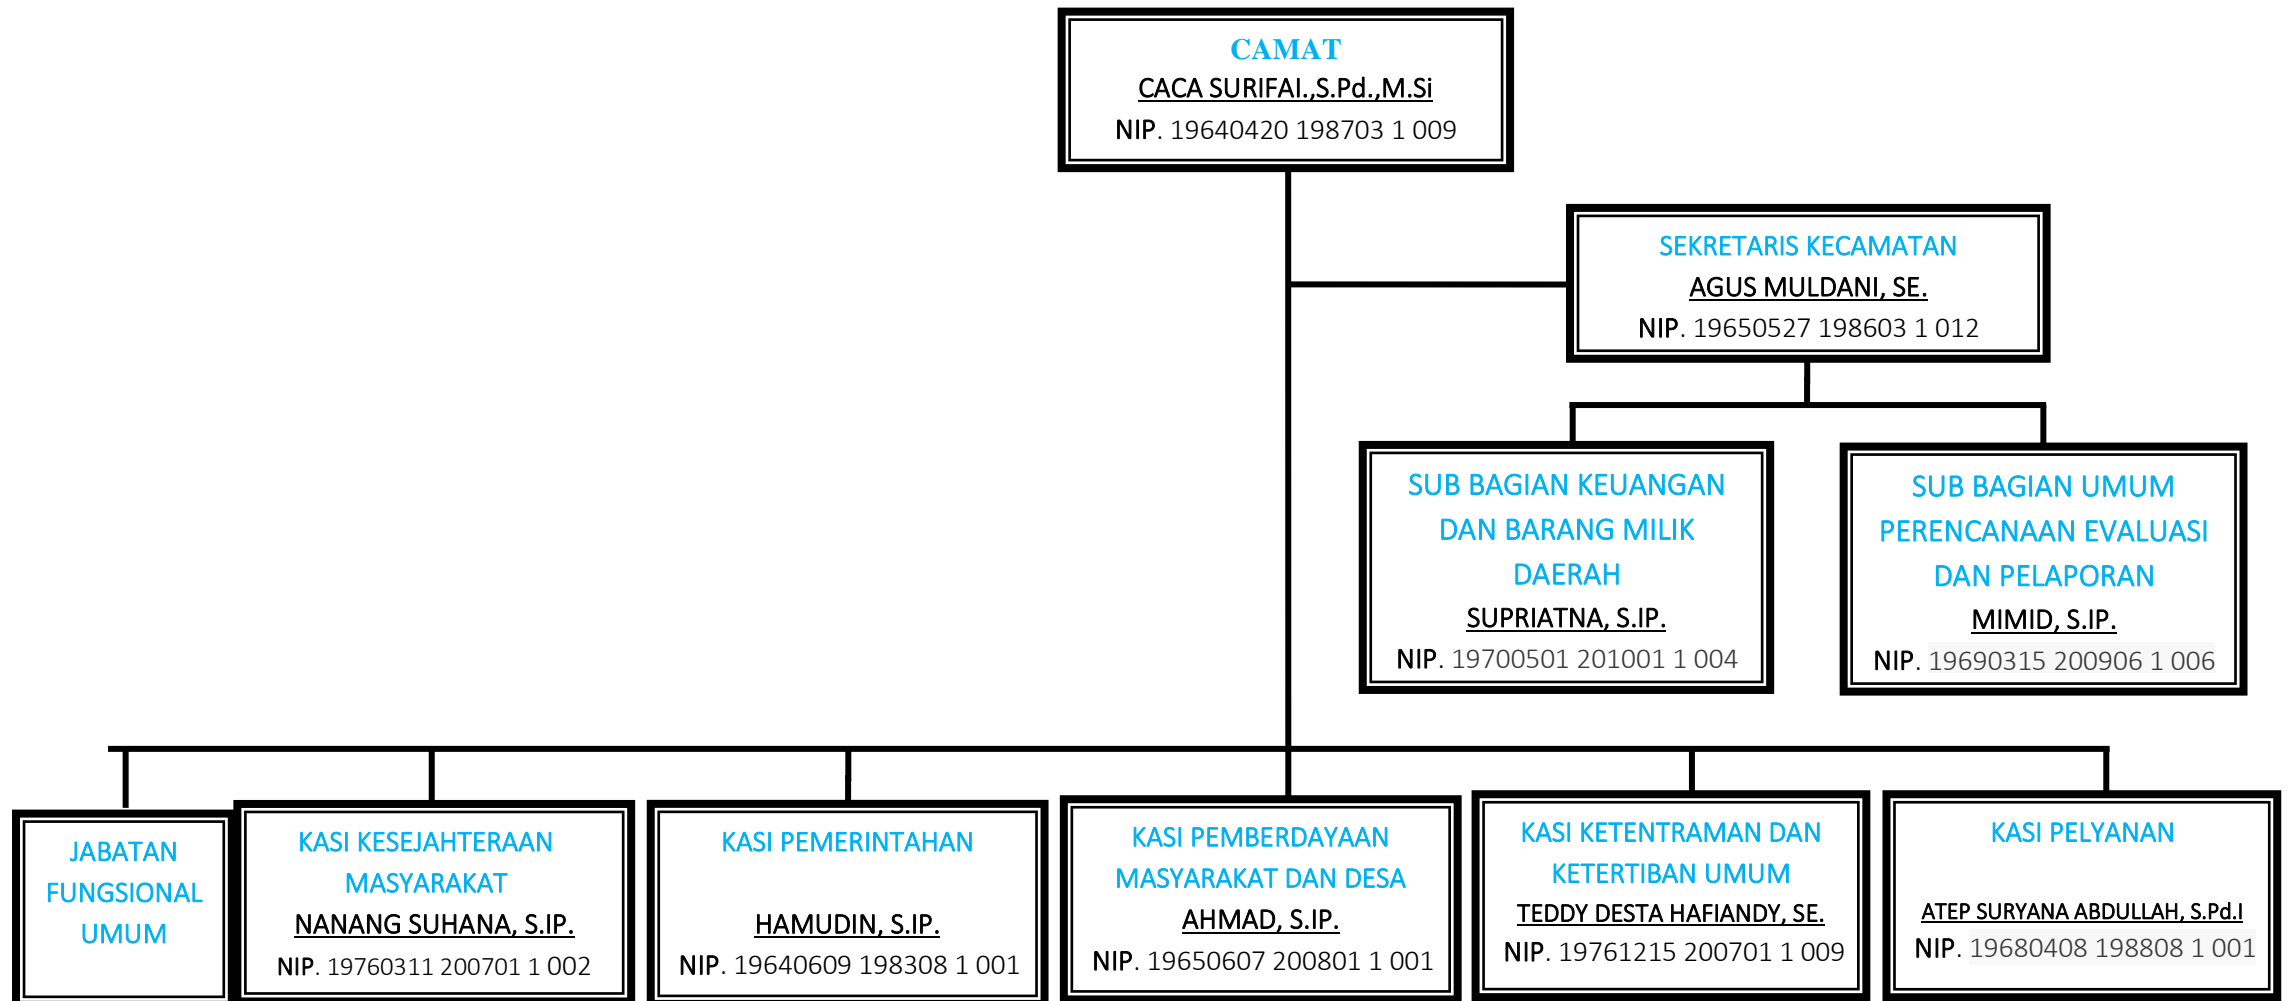 CAMAT
CACA SURIFAI.,S.Pd.,M.Si
NIP. 19640420 198703 1 009
SEKRETARIS KECAMATAN
AGUS MULDANI, SE.
NIP. 19650527 198603 1 012
SUB BAGIAN KEUANGAN
DAN BARANG MILIK
DAERAH
SUPRIATNA, S.IP.
NIP. 19700501 201001 1 004
SUB BAGIAN UMUM
PERENCANAAN EVALUASI
DAN PELAPORAN
MIMID, S.IP.
NIP. 19690315 200906 1 006
JABATAN
FUNGSIONAL
UMUM
KASI KESEJAHTERAAN
MASYARAKAT
NANANG SUHANA, S.IP.
NIP. 19760311 200701 1 002
KASI PEMERINTAHAN
HAMUDIN, S.IP.
NIP. 19640609 198308 1 001
KASI PEMBERDAYAAN
MASYARAKAT DAN DESA
AHMAD, S.IP.
NIP. 19650607 200801 1 001
KASI KETENTRAMAN DAN
KETERTIBAN UMUM
TEDDY DESTA HAFIANDY, SE.
NIP. 19761215 200701 1 009
KASI PELYANAN
ATEP SURYANA ABDULLAH, S.Pd.I
NIP. 19680408 198808 1 001